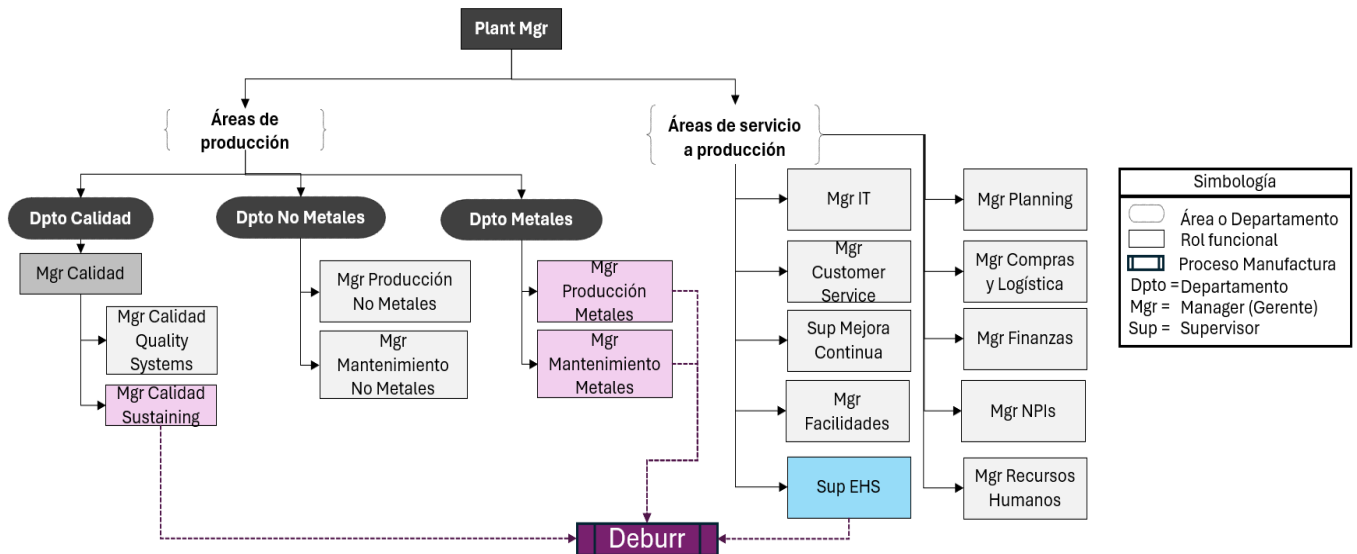 Plant Mgr
Áreas de
producción
Áreas de servicio
a producción
Dpto Calidad
Dpto No Metales
Dpto Metales
Mgr Calidad
Mgr Calidad
Quality
Systems
Mgr Calidad
Sustaining
Mgr Producción
No Metales
Mgr
Mantenimiento
No Metales
Mgr
Producción
Metales
Mgr
Mantenimiento
Metales
Mgr IT
Mgr
Customer
Service
Sup Mejora
Continua
Mgr
Facilidades
Sup EHS
Mgr Planning
Mgr Compras
y Logística
Mgr Finanzas
Mgr NPIs
Mgr Recursos
Humanos
Deburr
Simbología
Área o Departamento
Rol funcional
Proceso Manufactura
Dpto = Departamento
Mgr = Manager (Gerente)
Sup = Supervisor